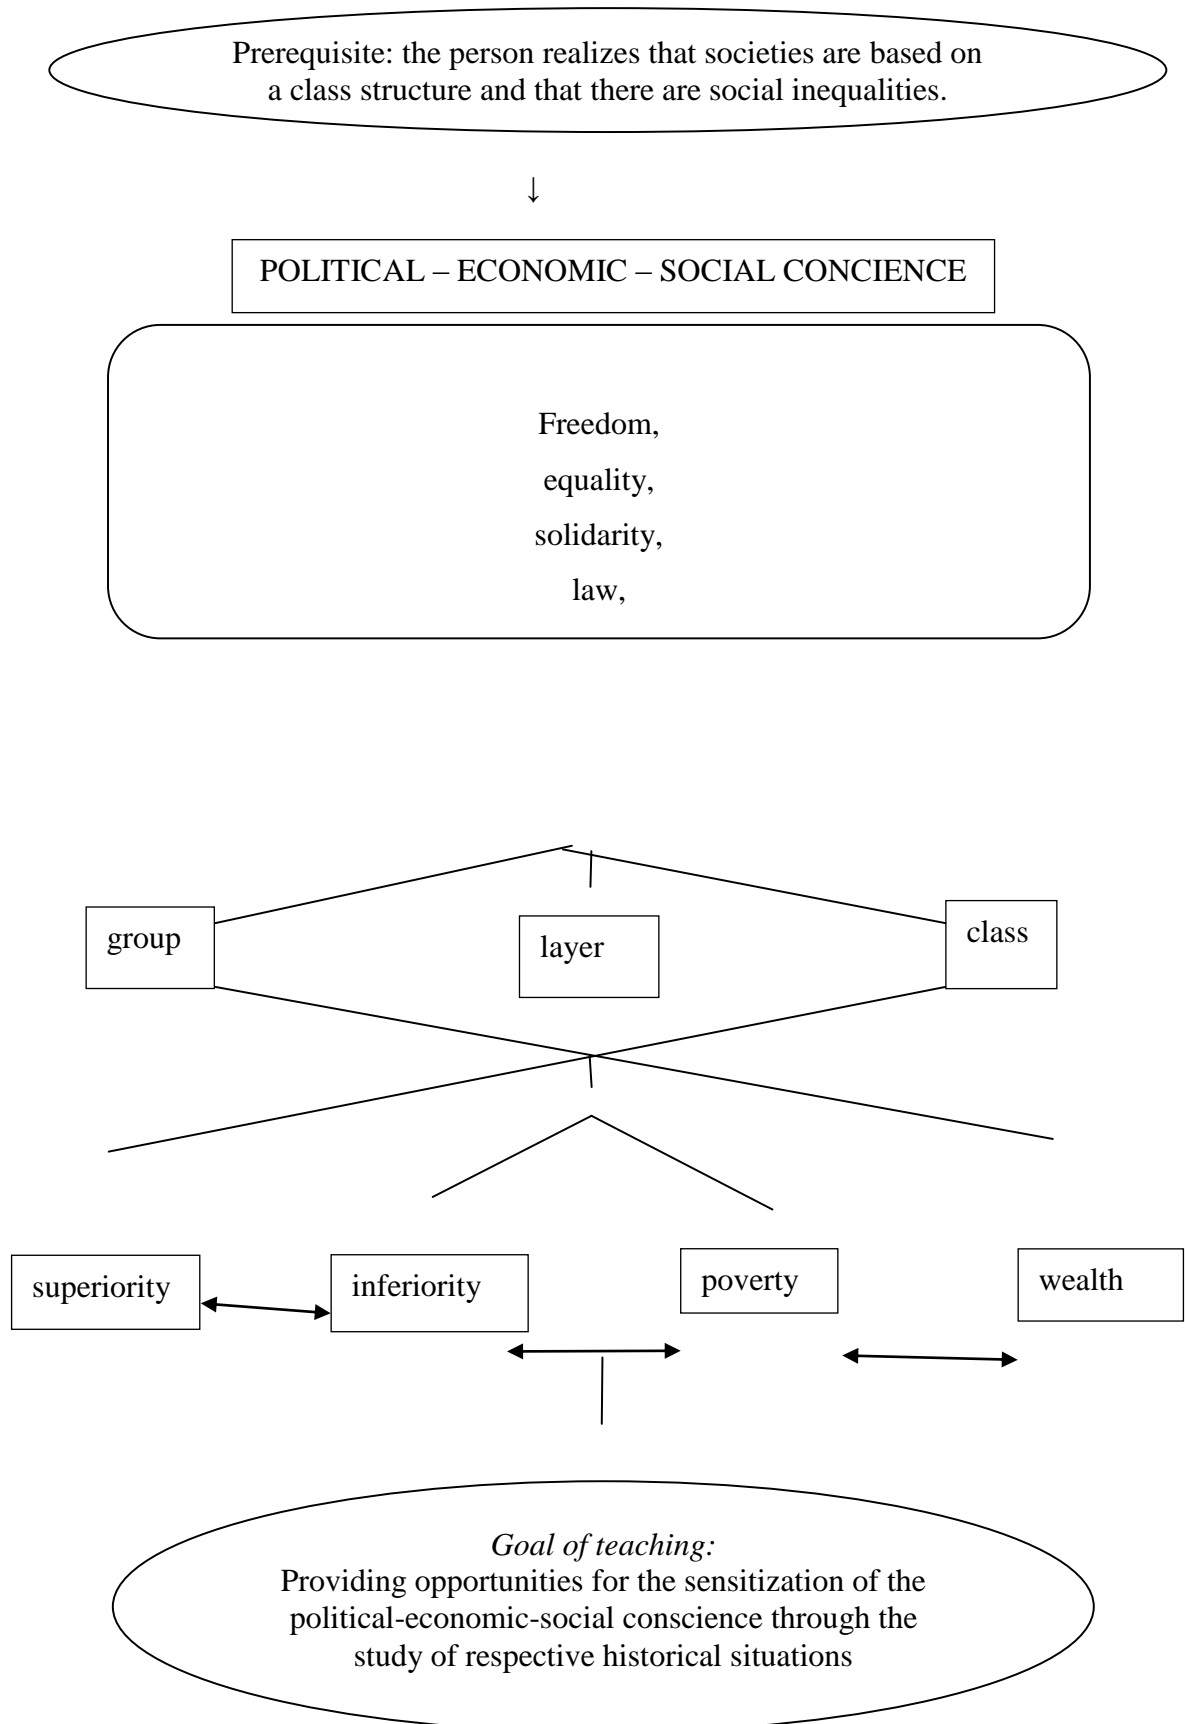 Prerequisite: the person realizes that societies are based on
a class structure and that there are social inequalities.
↓
POLITICAL – ECONOMIC – SOCIAL CONCIENCE
Freedom,
equality,
solidarity,
law,
group
layer
class
superiority
inferiority
poverty
wealth
Goal of teaching:
Providing opportunities for the sensitization of the
political-economic-social conscience through the
study of respective historical situations